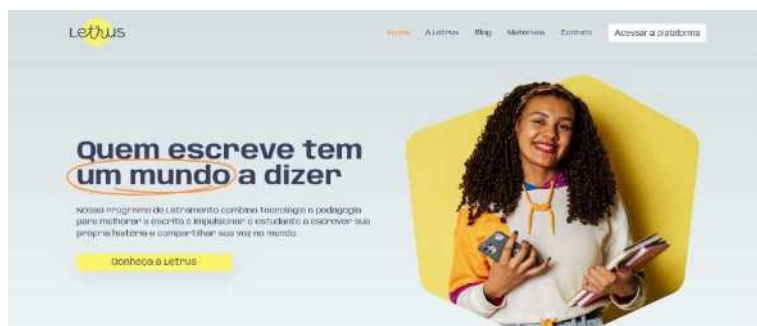 Letrus
Home A Letrus Blog Materiais Contato Acessar a plataforma
Quem escreve tem
um mundo a dizer
Nosso Programa de Letramento combina tecnologia e pedagogia
para melhorar a escrita e impulsionar o estudante a escrever sua
própria história e compartilhar sua voz no mundo.
Conheça a Letrus